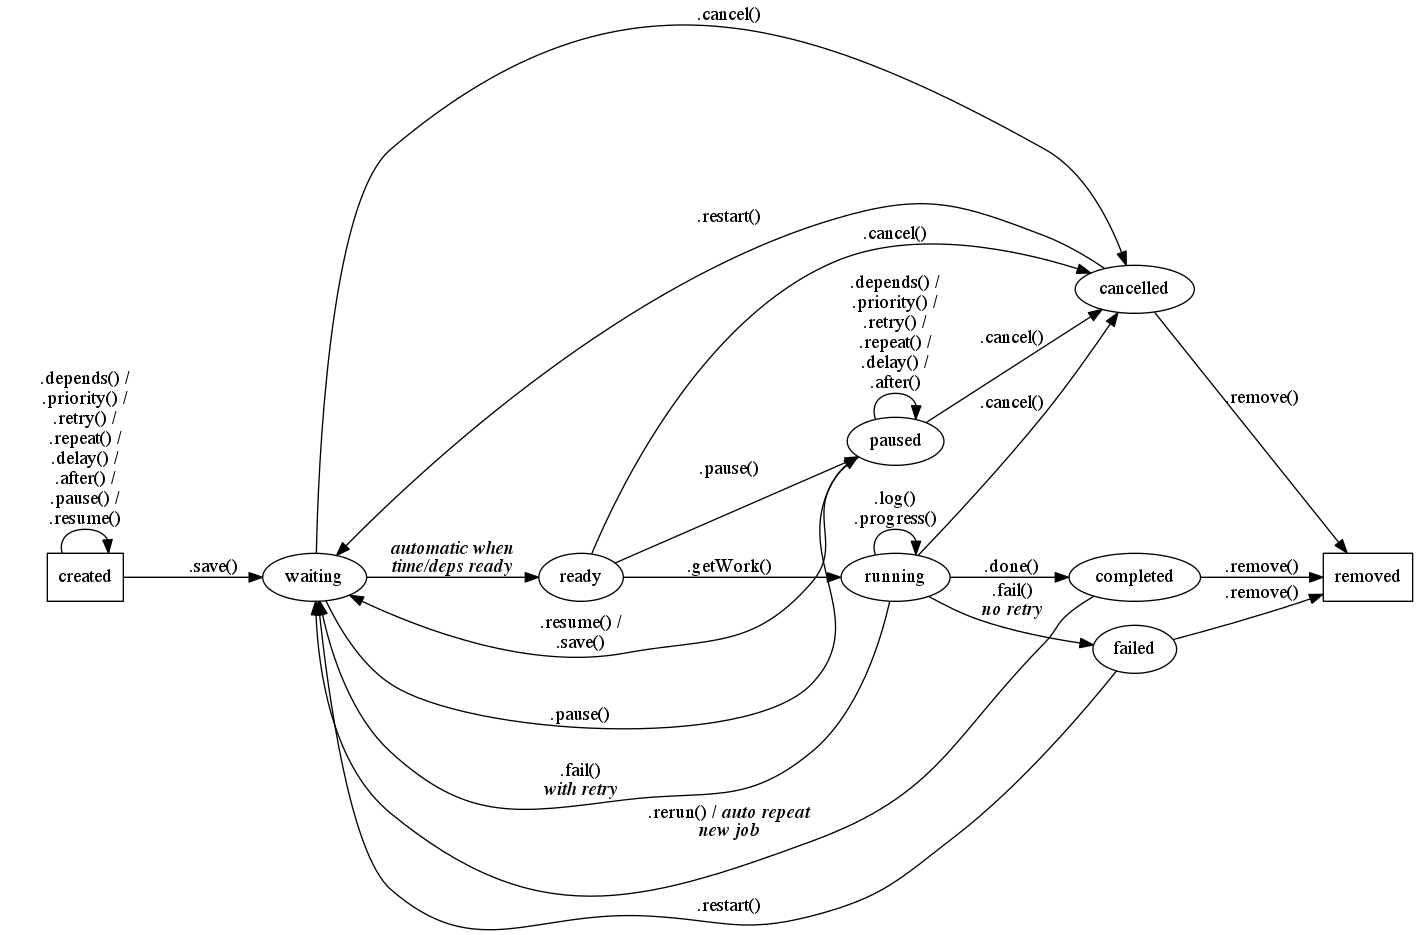 .cancel()
.restart()
.cancel()
cancelled
.depends() /
.priority() /
.retry() /
.repeat() /
.delay() /
.after()
paused
.cancel()
.cancel()
.remove()
.depends() /
.priority() /
.retry() /
.repeat() /
.delay() /
.after() /
.pause() /
.resume()
created
.save()
waiting
automatic when
time/deps ready
ready
.pause()
.getWork()
.log()
.progress()
running
.done()
completed
.remove()
removed
.fail()
no retry
failed
.remove()
.resume() /
.save()
.pause()
.fail()
with retry
.rerun() / auto repeat
new job
.restart()